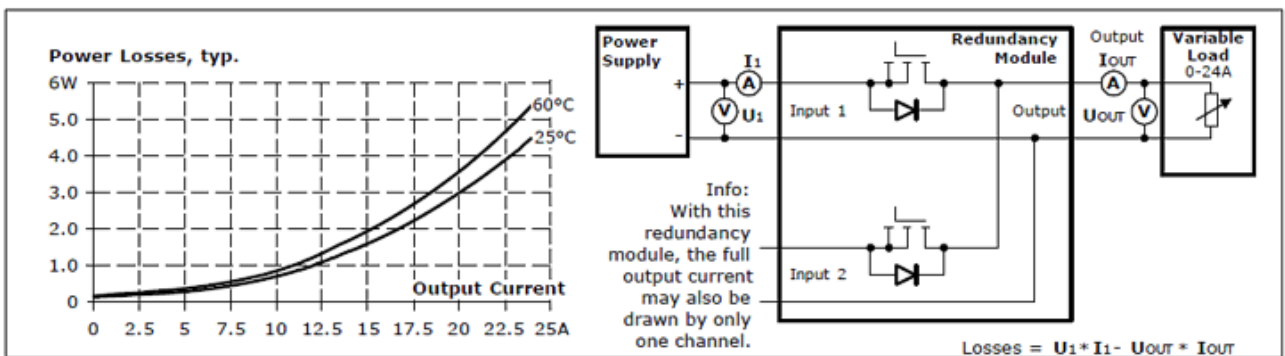 Power Losses, typ.
6W
5.0
4.0
3.0
2.0
1.0
0
60°C
25°C
Output Current
0 2.5 5 7.5 10 12.5 15 17.5 20 22.5 25A
Power
Supply
+
–
I1
A
V
U1
Input 1
Redundancy
Module
Output
Output
IOUT
A
UOUT
V
Variable
Load
0-24A
Info:
With this
redundancy
module, the full
output current
may also be
drawn by only
one channel.
Input 2
Losses = U1* I1- UOUT * IOUT